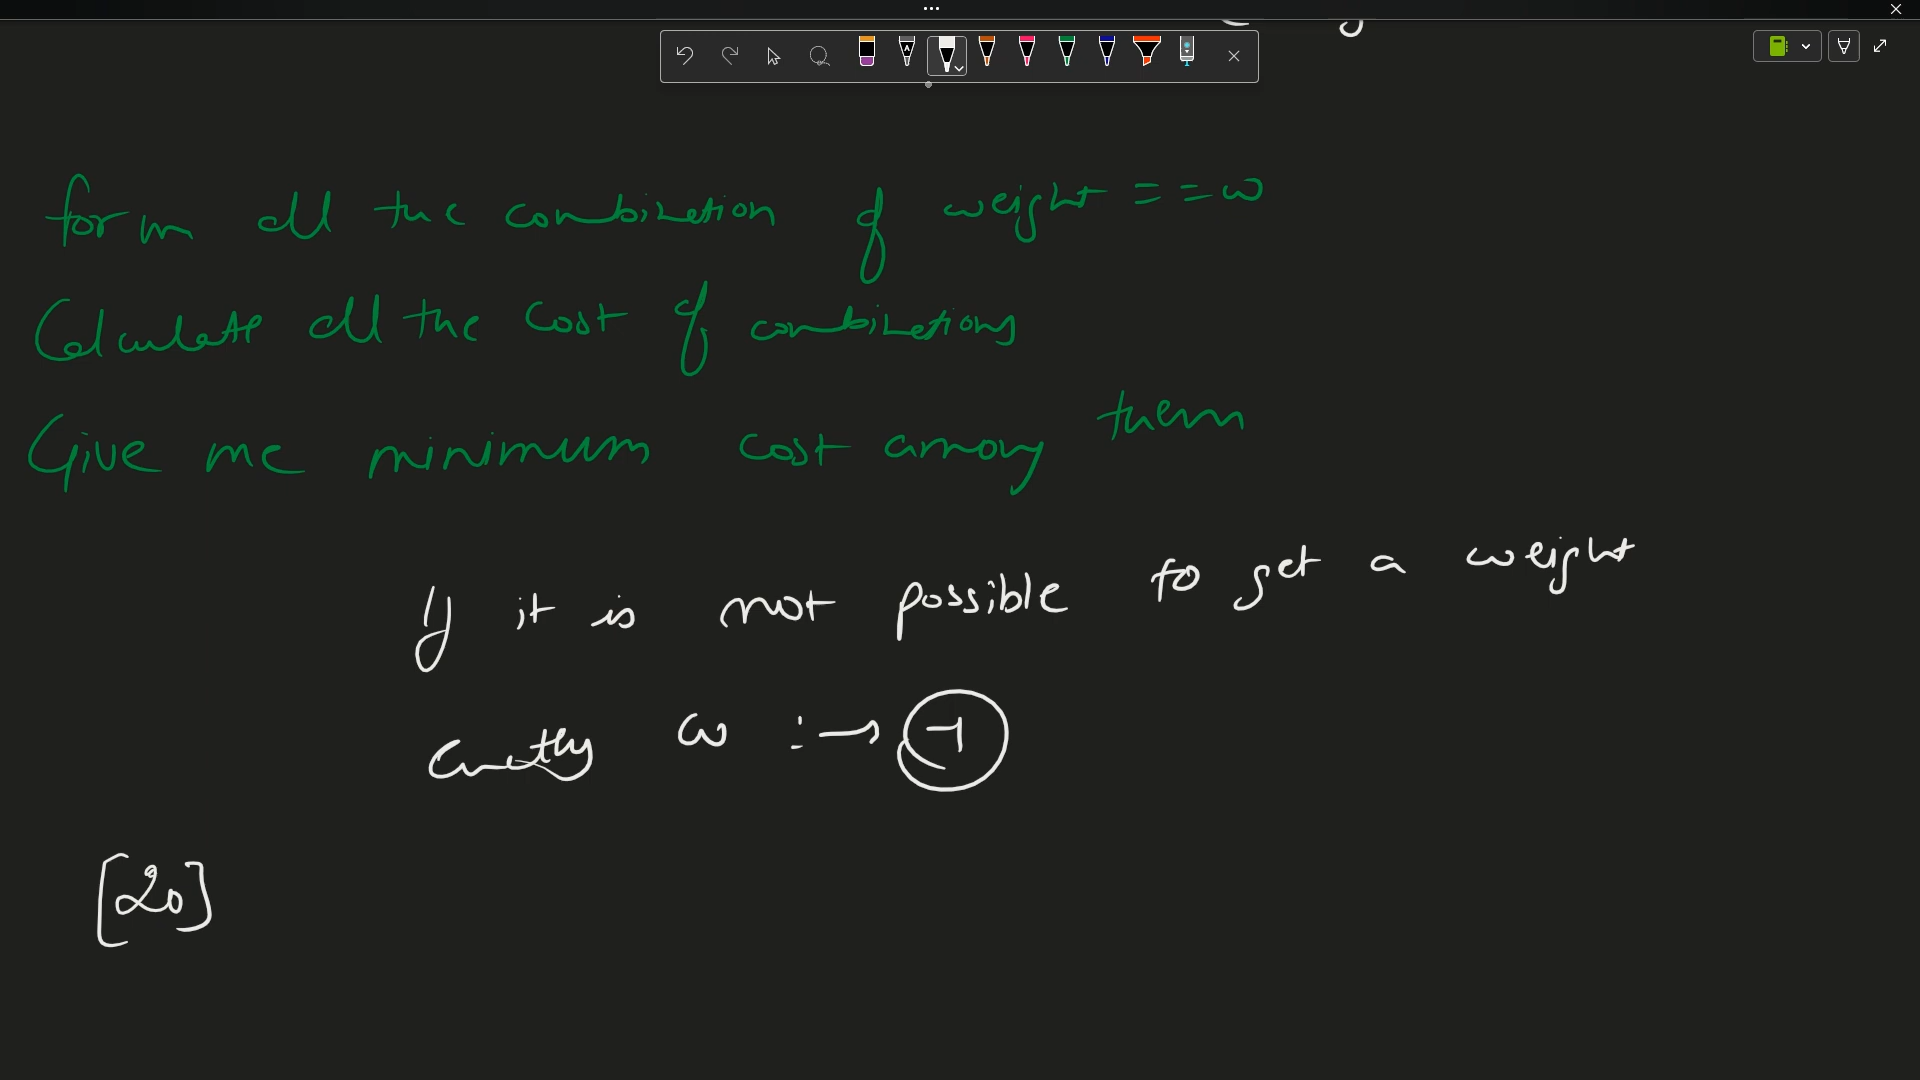 form all the combination of weight = = w
Calculate all the cost of combinations
Give me minimum cost among them
If it is not possible to get a weight
exactly w : → -1
[20]